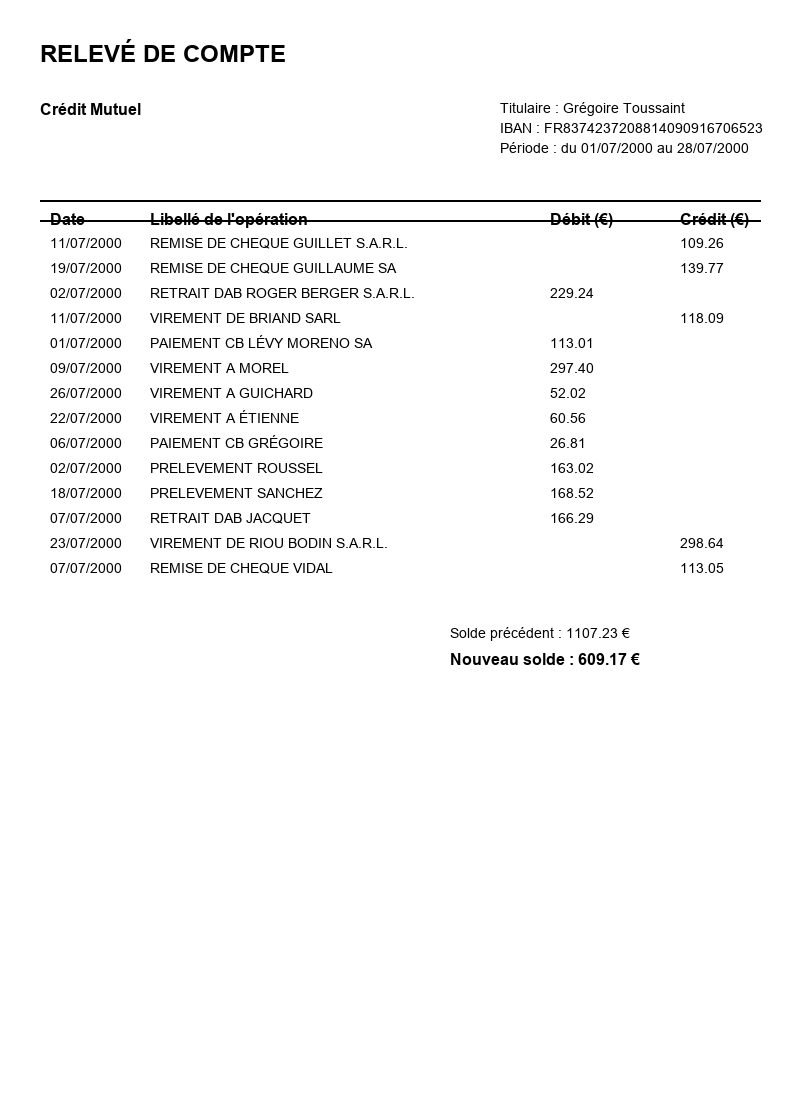 RELEVÉ DE COMPTE
Crédit Mutuel
Titulaire : Grégoire Toussaint
IBAN : FR8374237208814090916706523
Période : du 01/07/2000 au 28/07/2000
Date Libellé de l'opération Débit (€) Crédit (€)
11/07/2000 REMISE DE CHEQUE GUILLET S.A.R.L. 109.26
19/07/2000 REMISE DE CHEQUE GUILLAUME SA 139.77
02/07/2000 RETRAIT DAB ROGER BERGER S.A.R.L. 229.24
11/07/2000 VIREMENT DE BRIAND SARL 118.09
01/07/2000 PAIEMENT CB LÉVY MORENO SA 113.01
09/07/2000 VIREMENT A MOREL 297.40
26/07/2000 VIREMENT A GUICHARD 52.02
22/07/2000 VIREMENT A ÉTIENNE 60.56
06/07/2000 PAIEMENT CB GRÉGOIRE 26.81
02/07/2000 PRELEVEMENT ROUSSEL 163.02
18/07/2000 PRELEVEMENT SANCHEZ 168.52
07/07/2000 RETRAIT DAB JACQUET 166.29
23/07/2000 VIREMENT DE RIOU BODIN S.A.R.L. 298.64
07/07/2000 REMISE DE CHEQUE VIDAL 113.05
Solde précédent : 1107.23 €
Nouveau solde : 609.17 €